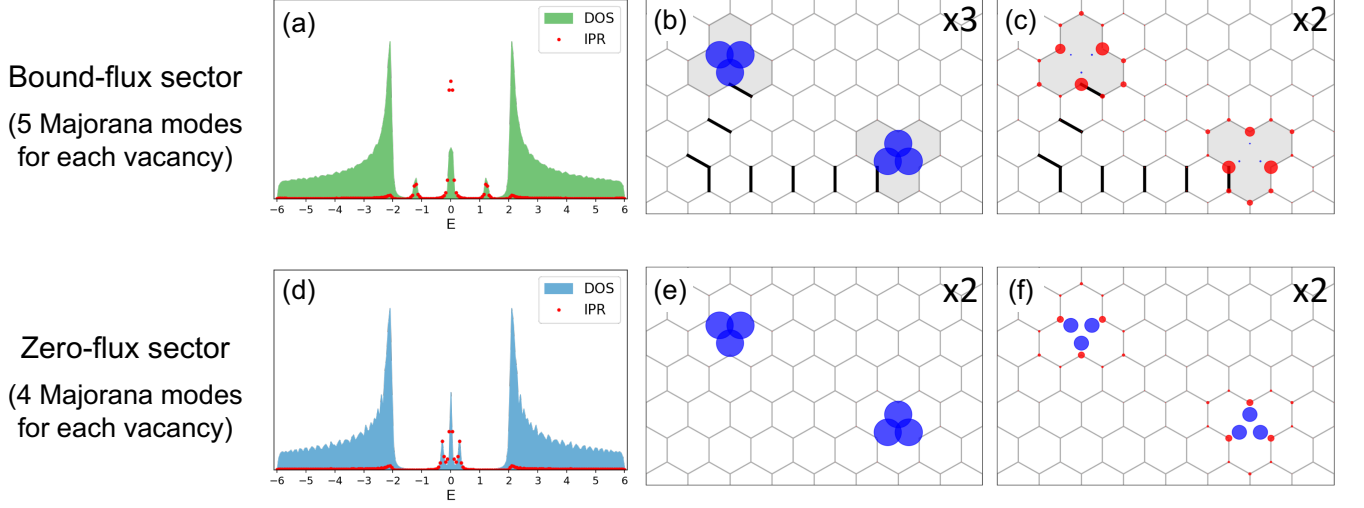 Bound-flux sector
(5 Majorana modes
for each vacancy)
(a)
DOS
IPR
−6 −5 −4 −3 −2 −1 0 1 2 3 4 5 6
E
(b)
x3
(c)
x2
Zero-flux sector
(4 Majorana modes
for each vacancy)
(d)
DOS
IPR
−6 −5 −4 −3 −2 −1 0 1 2 3 4 5 6
E
(e)
x2
(f)
x2